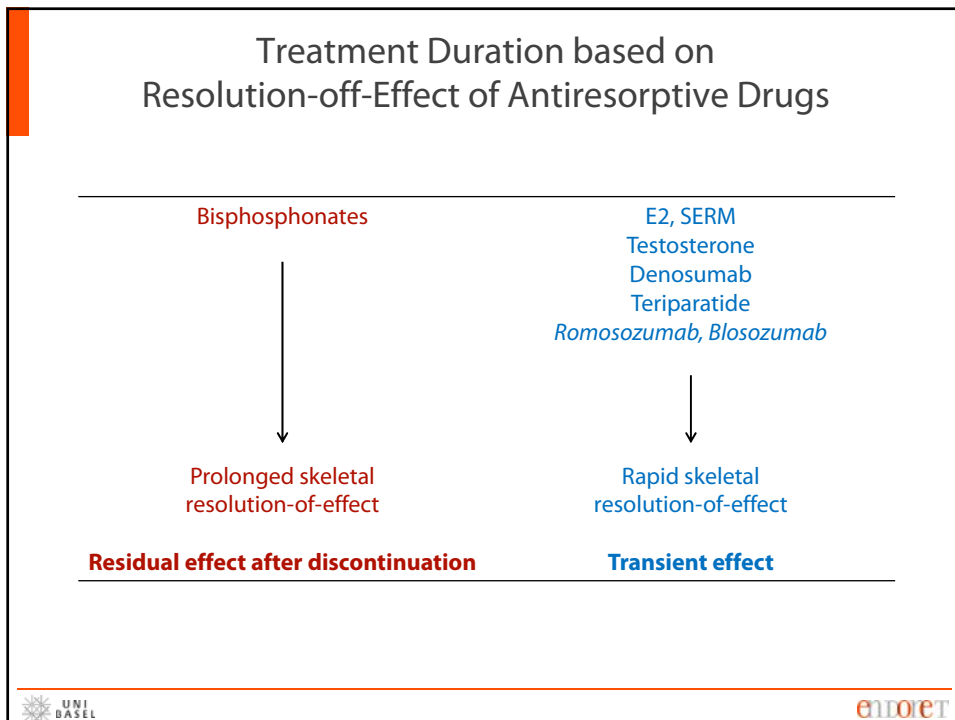 Treatment Duration based on
Resolution-off-Effect of Antiresorptive Drugs
Bisphosphonates
Prolonged skeletal
resolution-of-effect
Residual effect after discontinuation
E2, SERM
Testosterone
Denosumab
Teriparatide
Romosozumab, Blosozumab
Rapid skeletal
resolution-of-effect
Transient effect
UNI
BASEL